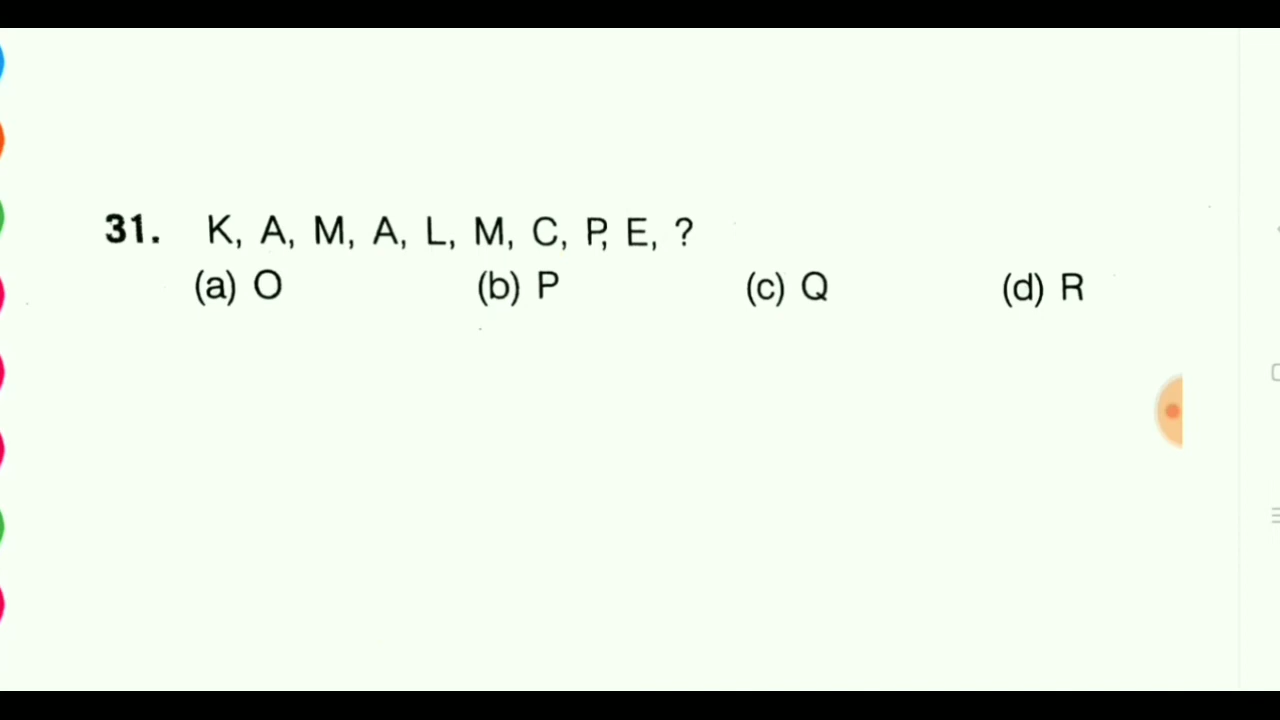 31. K, A, M, A, L, M, C, P, E, ?
(a) O (b) P (c) Q (d) R